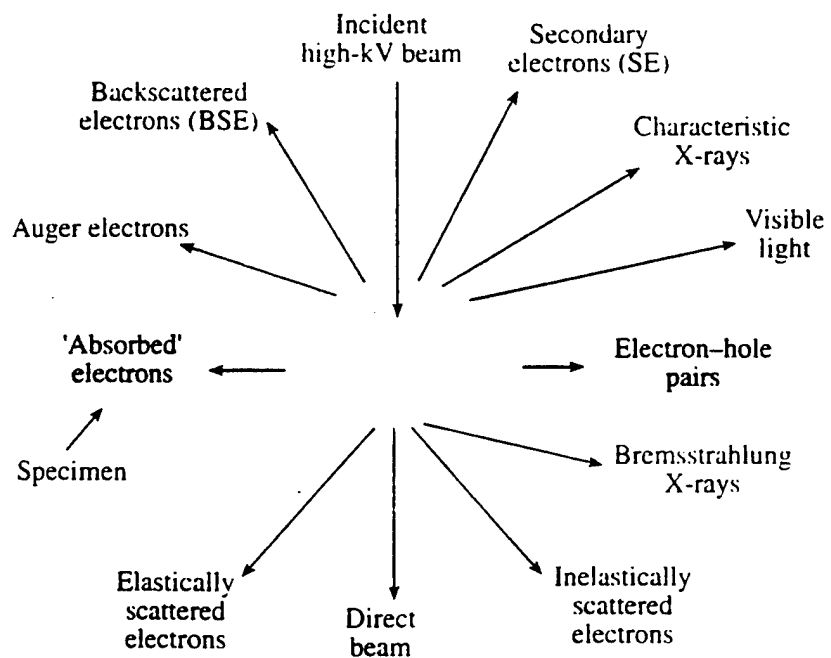 Incident
high-kV beam
Secondary
electrons (SE)
Backscattered
electrons (BSE)
Characteristic
X-rays
Auger electrons
Visible
light
'Absorbed'
electrons
Electron–hole
pairs
Specimen
Bremsstrahlung
X-rays
Elastically
scattered
electrons
Direct
beam
Inelastically
scattered
electrons